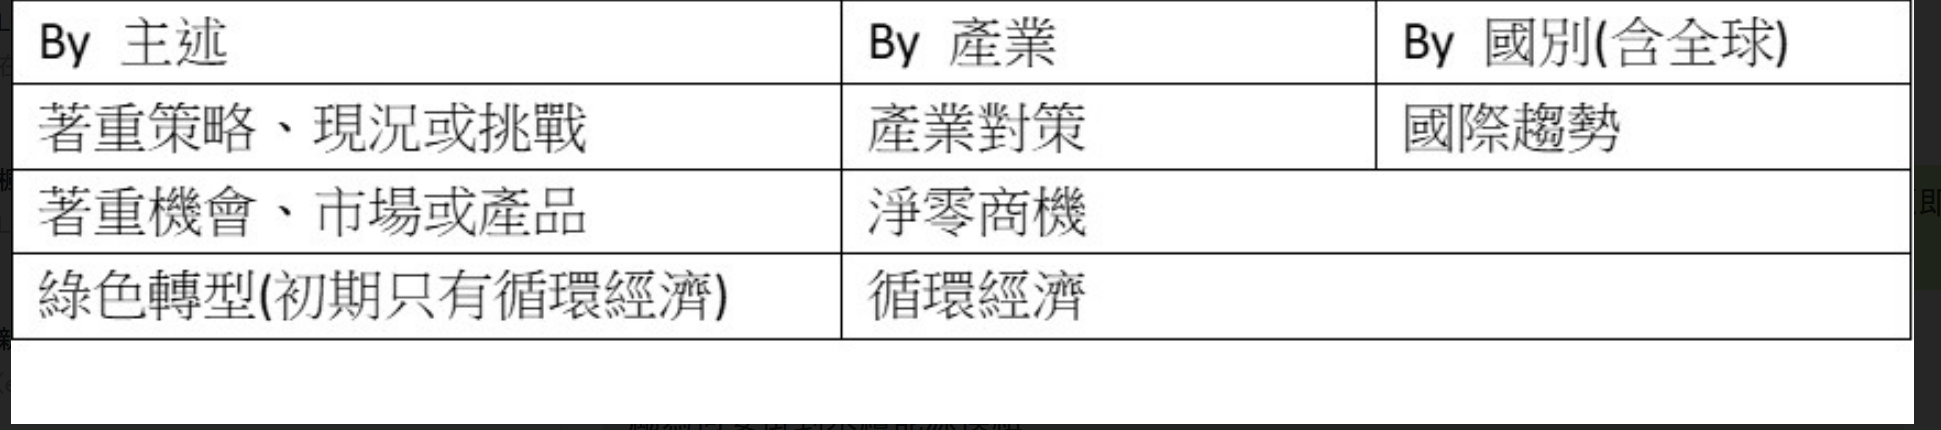 By 主述 By 產業 By 國別(含全球)
著重策略、現況或挑戰 產業對策 國際趨勢
著重機會、市場或產品 淨零商機
綠色轉型(初期只有循環經濟) 循環經濟